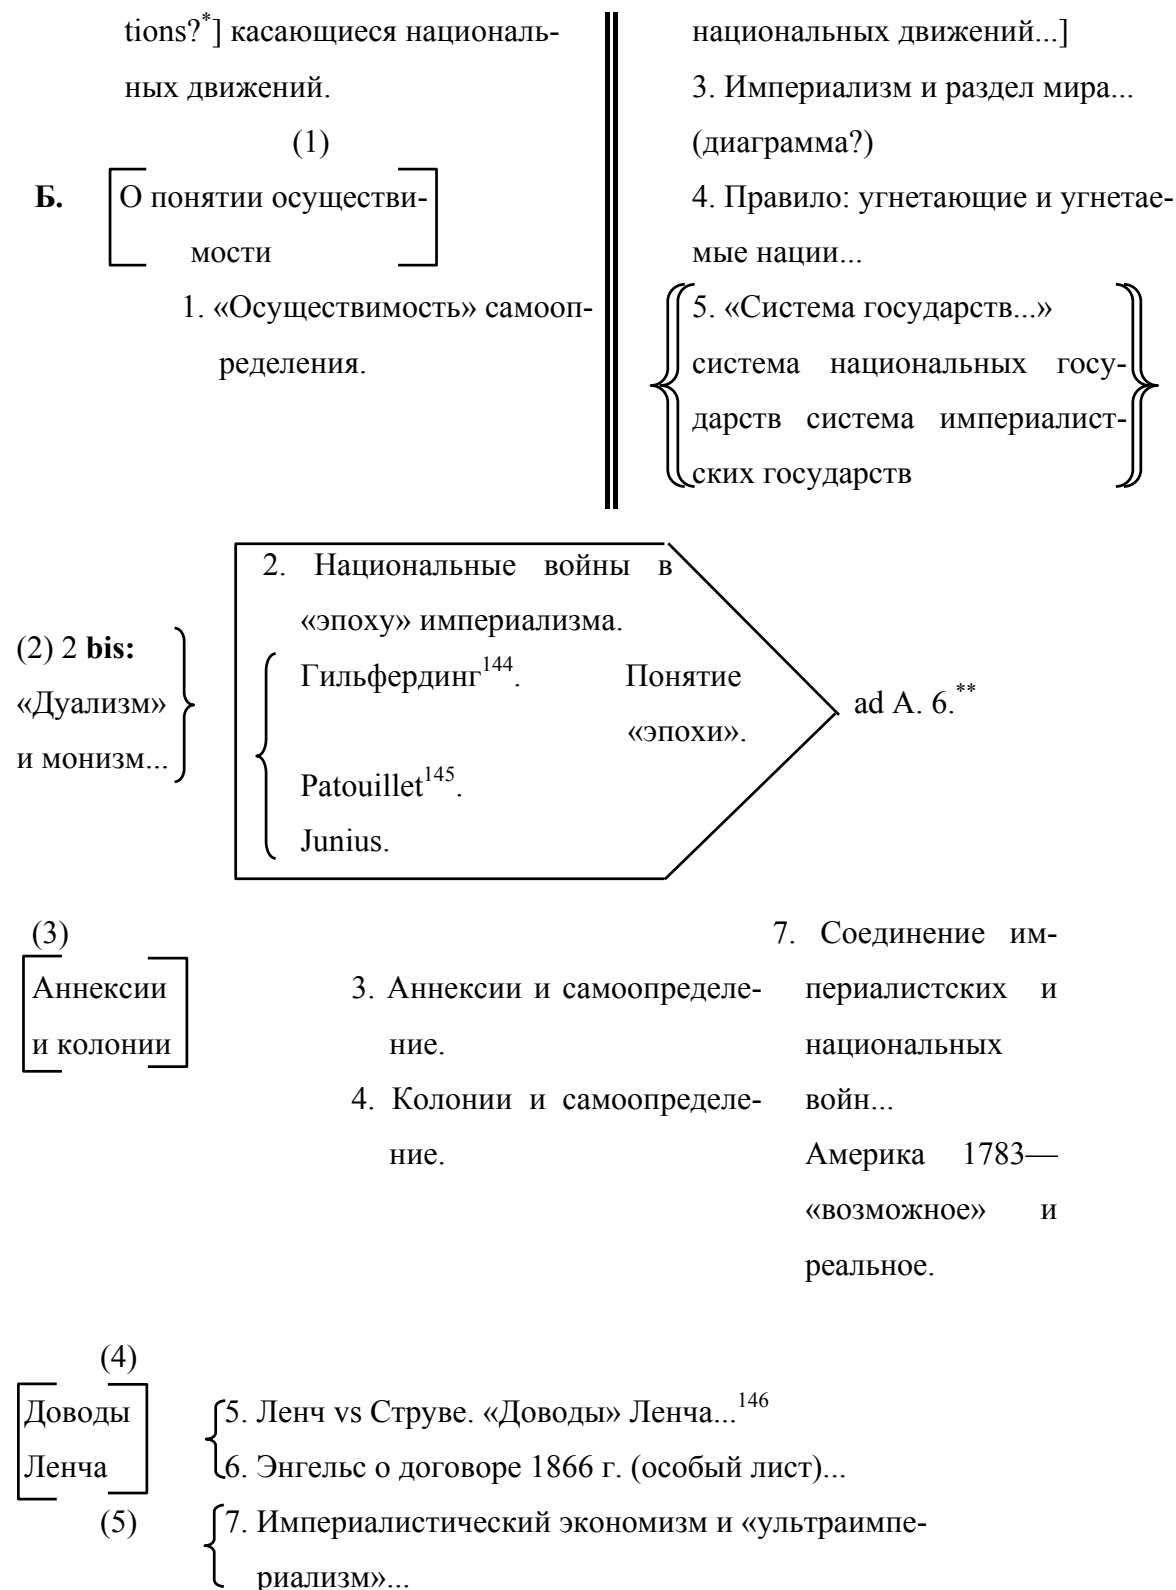 tions?*] касающиеся националь-
ных движений.
(1)
Б. О понятии осуществи-
мости
1. «Осуществимость» самооп-
ределения.
национальных движений...]
3. Империализм и раздел мира...
(диаграмма?)
4. Правило: угнетающие и угнетае-
мые нации...
5. «Система государств...»
система национальных госу-
дарств система империалист-
ских государств
(2) 2 bis:
«Дуализм»
и монизм...
2. Национальные войны в
«эпоху» империализма.
Гильфердинг144. Понятие
«эпохи».
Patouillet145.
Junius.
ad A. 6.**
(3)
Аннексии
и колонии
3. Аннексии и самоопределе-
ние.
4. Колонии и самоопределе-
ние.
7. Соединение им-
периалистских и
национальных
войн...
Америка 1783—
«возможное» и
реальное.
(4)
Доводы
Ленча
5. Ленч vs Струве. «Доводы» Ленча...146
6. Энгельс о договоре 1866 г. (особый лист)...
(5)
7. Империалистический экономизм и «ультраимпе-
риализм»...